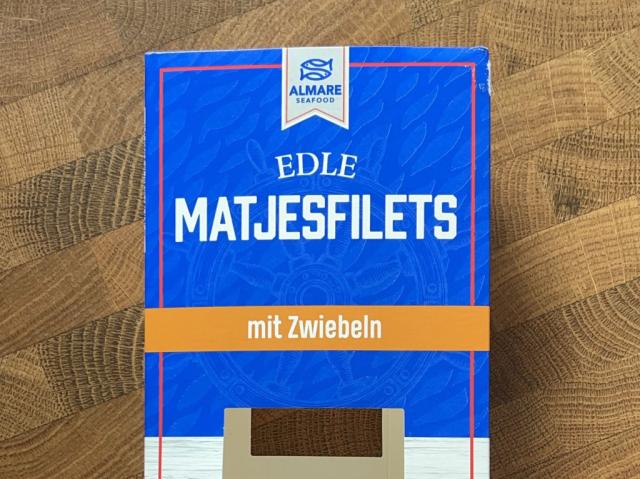 ALMARE
SEAFOOD
EDLE
MATJESFILETS
mit Zwiebeln